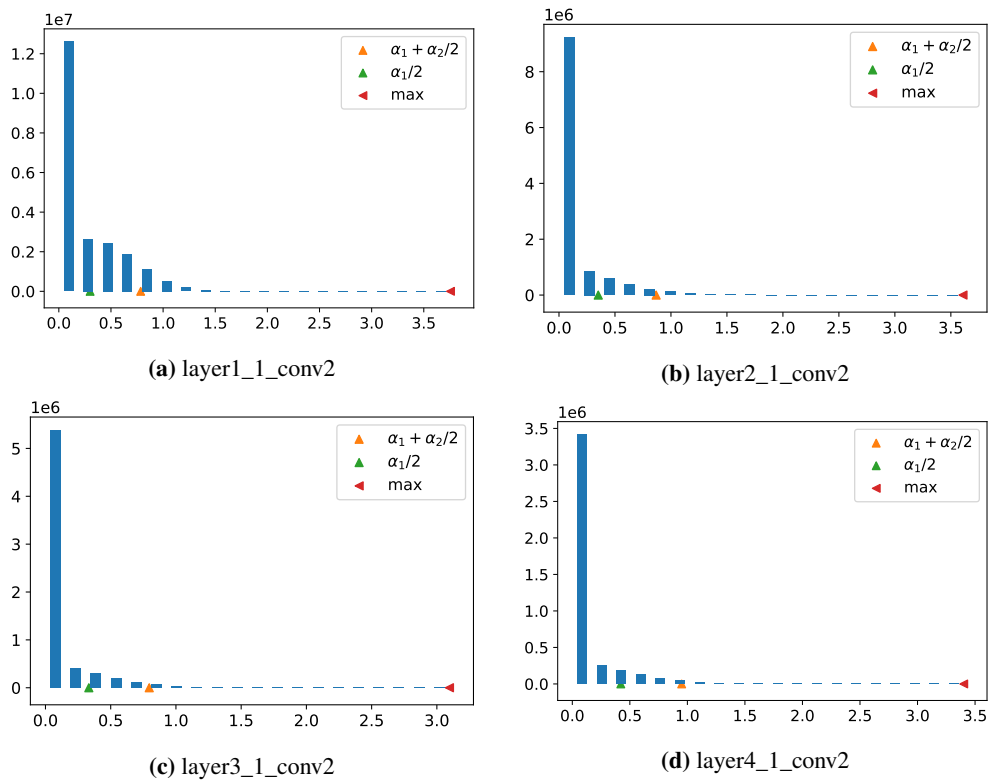 1e7
1.2
1.0
0.8
0.6
0.4
0.2
0.0
0.0 0.5 1.0 1.5 2.0 2.5 3.0 3.5
α₁ + α₂/2
α₁/2
max
(a) layer1_1_conv2
1e6
8
6
4
2
0
0.0 0.5 1.0 1.5 2.0 2.5 3.0 3.5
α₁ + α₂/2
α₁/2
max
(b) layer2_1_conv2
1e6
5
4
3
2
1
0
0.0 0.5 1.0 1.5 2.0 2.5 3.0
α₁ + α₂/2
α₁/2
max
(c) layer3_1_conv2
1e6
3.5
3.0
2.5
2.0
1.5
1.0
0.5
0.0
0.0 0.5 1.0 1.5 2.0 2.5 3.0 3.5
α₁ + α₂/2
α₁/2
max
(d) layer4_1_conv2